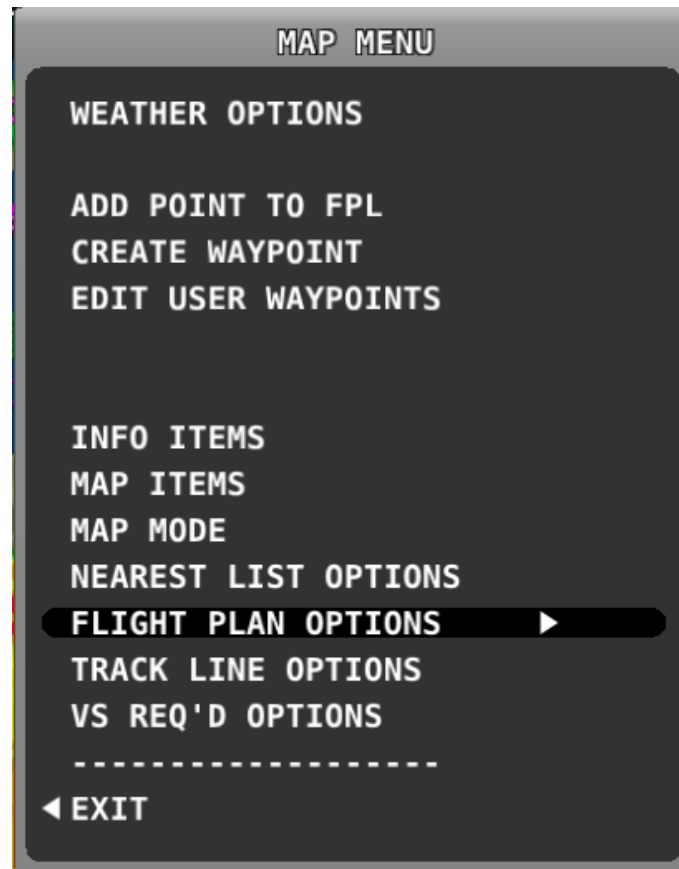 MAP MENU
WEATHER OPTIONS
ADD POINT TO FPL
CREATE WAYPOINT
EDIT USER WAYPOINTS
INFO ITEMS
MAP ITEMS
MAP MODE
NEAREST LIST OPTIONS
FLIGHT PLAN OPTIONS ▶
TRACK LINE OPTIONS
VS REQ'D OPTIONS
-------------------
◀ EXIT